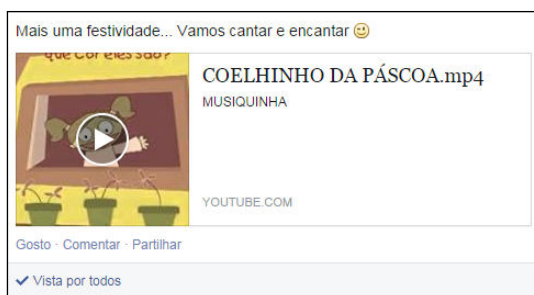 Mais uma festividade... Vamos cantar e encantar 🙂
que cor eles são?
COELHINHO DA PÁSCOA.mp4
MUSIQUINHA
YOUTUBE.COM
Gosto · Comentar · Partilhar
✓ Vista por todos